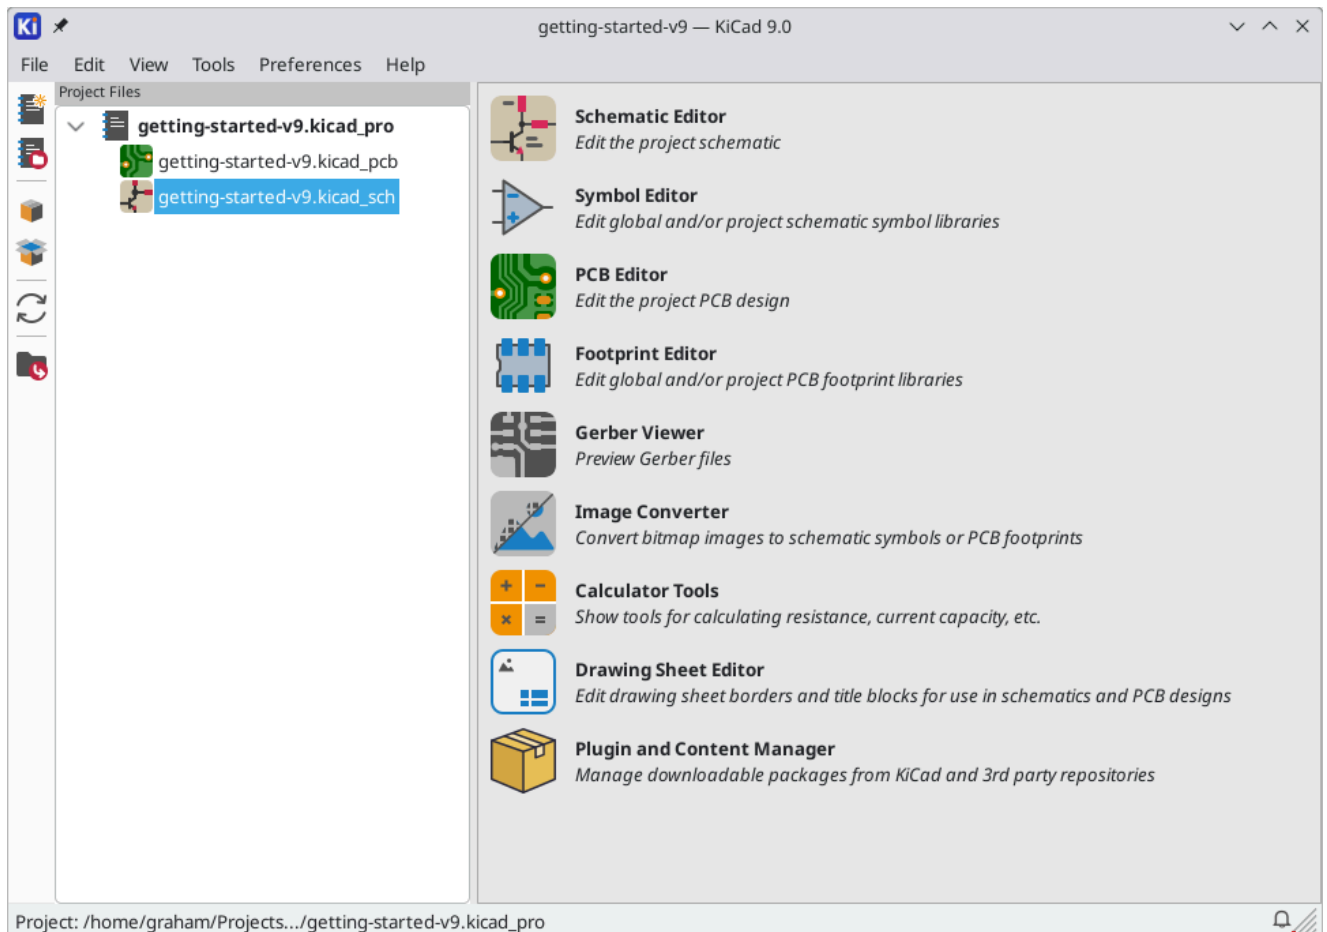 Ki
getting-started-v9 — KiCad 9.0
File Edit View Tools Preferences Help
Project Files
getting-started-v9.kicad_pro
getting-started-v9.kicad_pcb
getting-started-v9.kicad_sch
Schematic Editor
Edit the project schematic
Symbol Editor
Edit global and/or project schematic symbol libraries
PCB Editor
Edit the project PCB design
Footprint Editor
Edit global and/or project PCB footprint libraries
Gerber Viewer
Preview Gerber files
Image Converter
Convert bitmap images to schematic symbols or PCB footprints
Calculator Tools
Show tools for calculating resistance, current capacity, etc.
Drawing Sheet Editor
Edit drawing sheet borders and title blocks for use in schematics and PCB designs
Plugin and Content Manager
Manage downloadable packages from KiCad and 3rd party repositories
Project: /home/graham/Projects.../getting-started-v9.kicad_pro